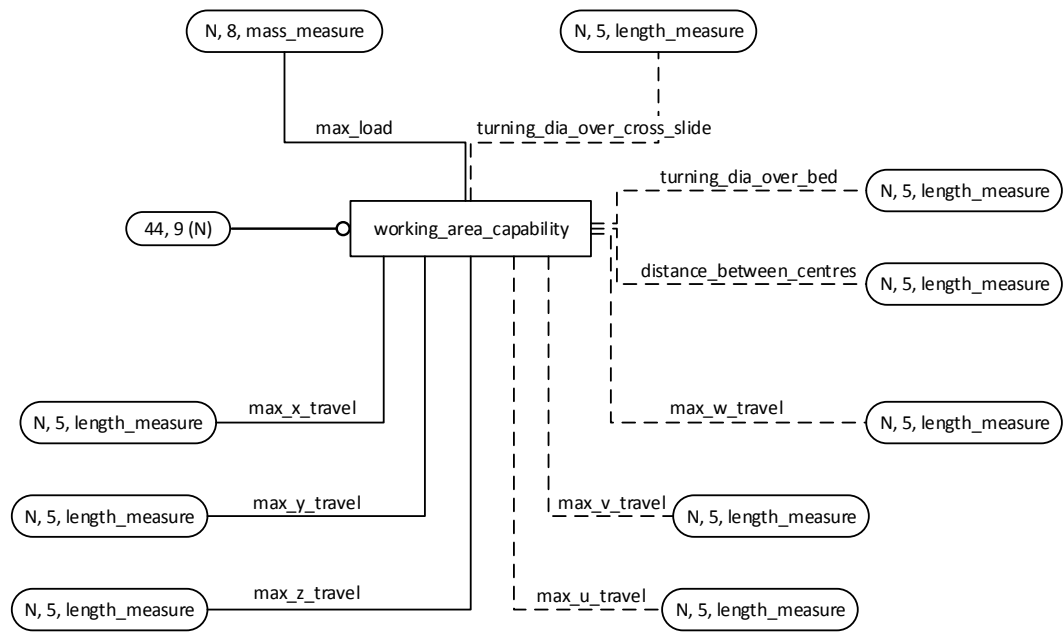 N, 8, mass_measure
N, 5, length_measure
max_load
turning_dia_over_cross_slide
turning_dia_over_bed
N, 5, length_measure
44, 9 (N)
working_area_capability
distance_between_centres
N, 5, length_measure
max_x_travel
N, 5, length_measure
max_w_travel
N, 5, length_measure
max_y_travel
N, 5, length_measure
max_v_travel
N, 5, length_measure
max_z_travel
N, 5, length_measure
max_u_travel
N, 5, length_measure